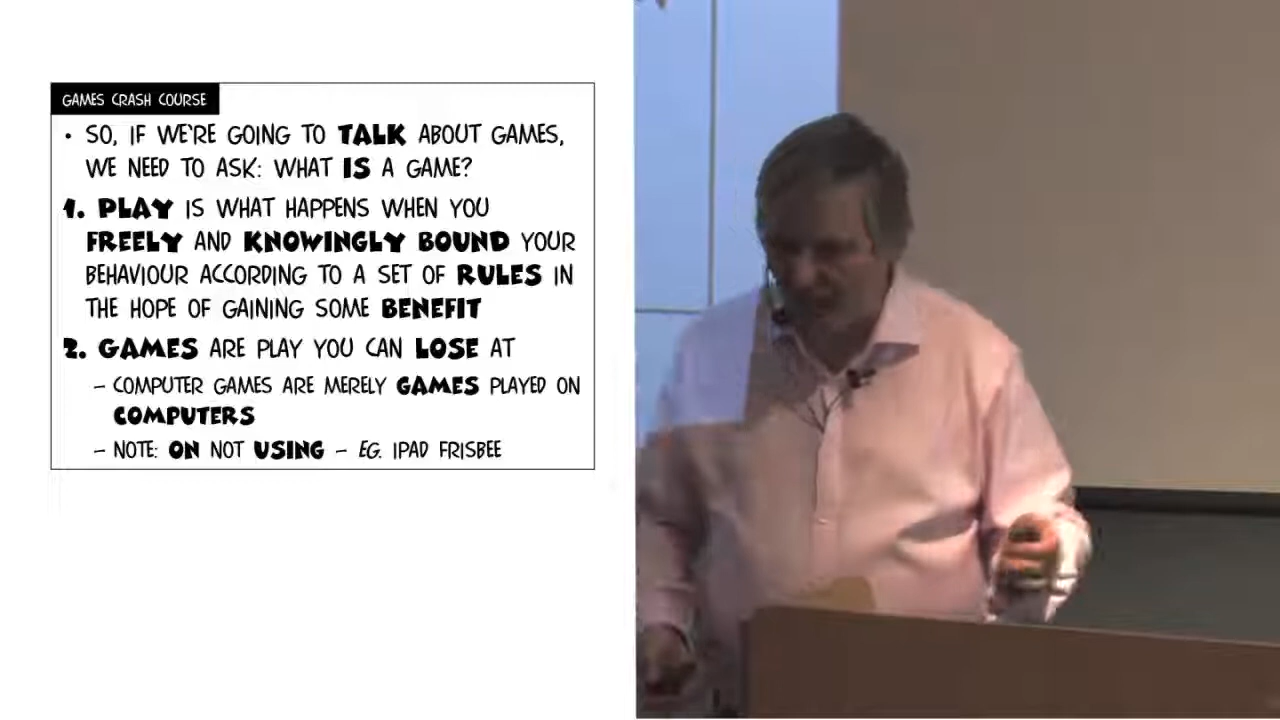 GAMES CRASH COURSE
• SO, IF WE'RE GOING TO TALK ABOUT GAMES,
WE NEED TO ASK: WHAT IS A GAME?
1. PLAY IS WHAT HAPPENS WHEN YOU
FREELY AND KNOWINGLY BOUND YOUR
BEHAVIOUR ACCORDING TO A SET OF RULES IN
THE HOPE OF GAINING SOME BENEFIT
2. GAMES ARE PLAY YOU CAN LOSE AT
– COMPUTER GAMES ARE MERELY GAMES PLAYED ON
COMPUTERS
– NOTE: ON NOT USING – EG. IPAD FRISBEE